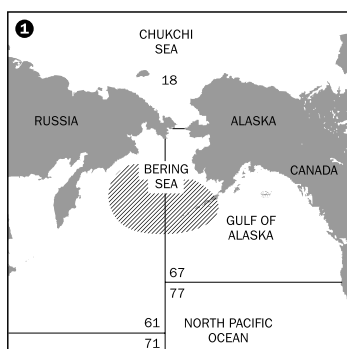 1
CHUKCHI
SEA
18
RUSSIA
ALASKA
BERING
SEA
CANADA
GULF OF
ALASKA
67
77
61
71
NORTH PACIFIC
OCEAN